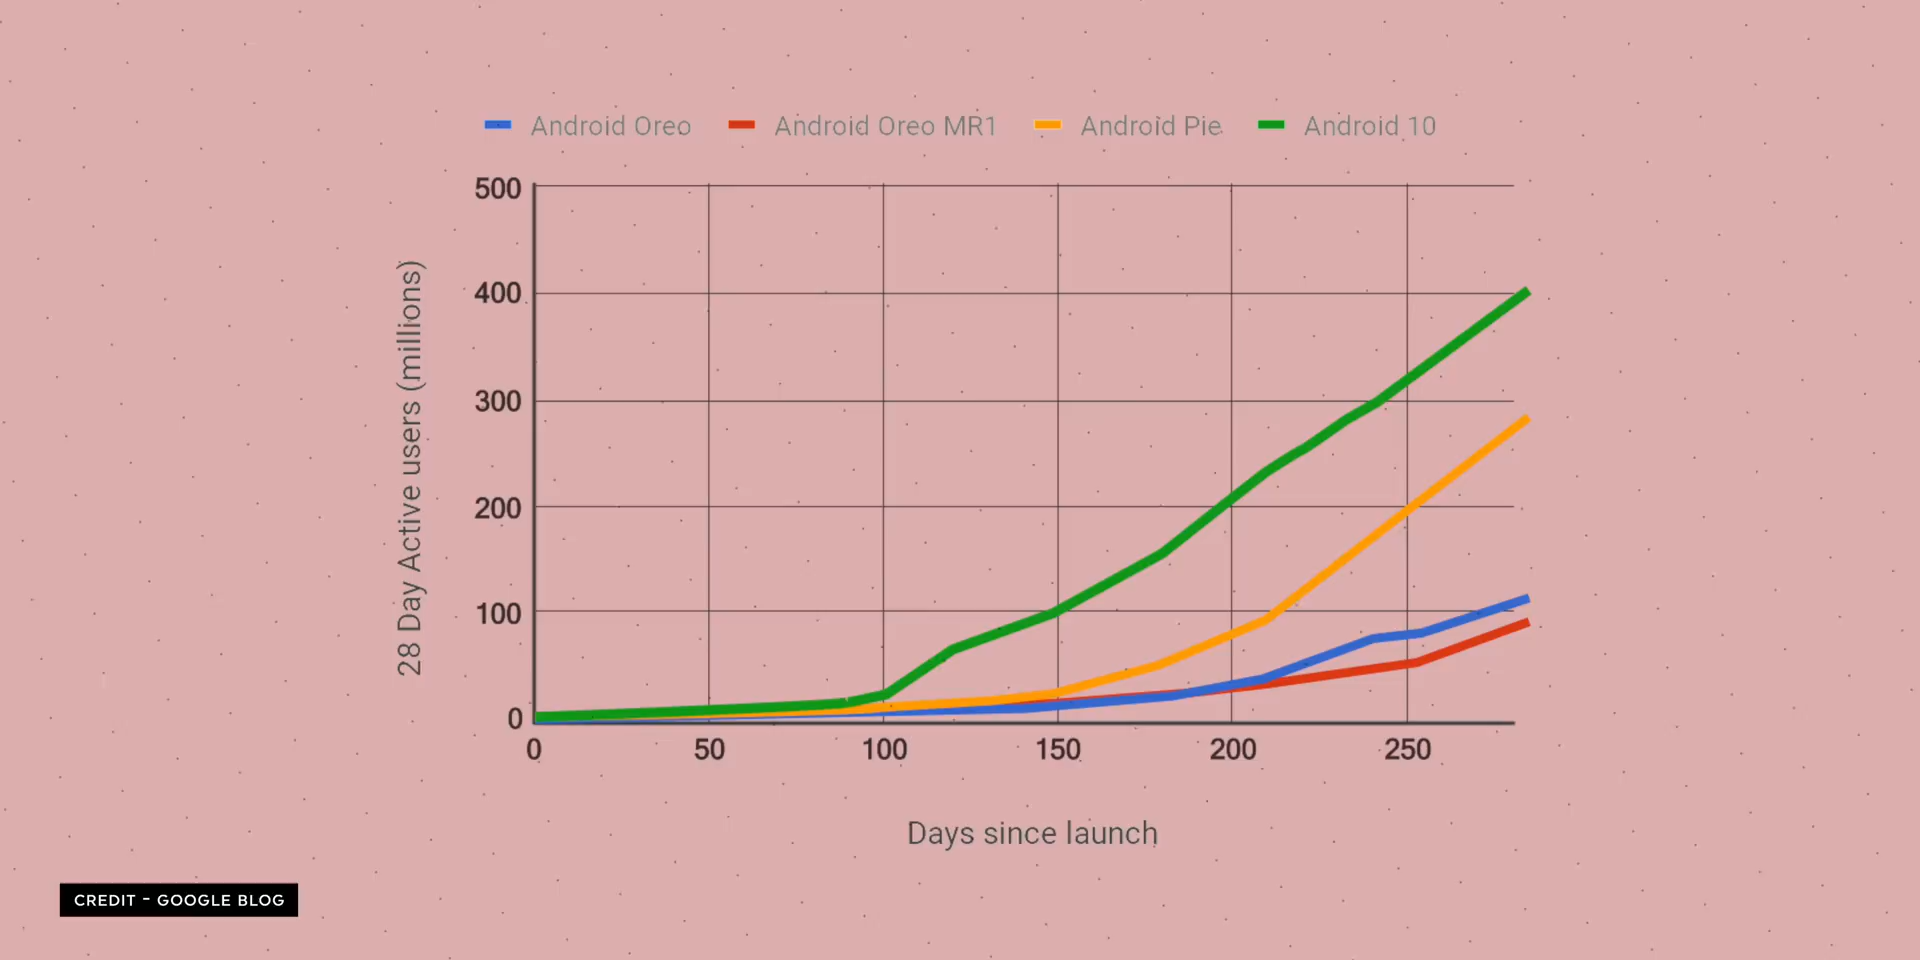 Android Oreo Android Oreo MR1 Android Pie Android 10
28 Day Active users (millions)
500
400
300
200
100
0
0 50 100 150 200 250
Days since launch
CREDIT - GOOGLE BLOG